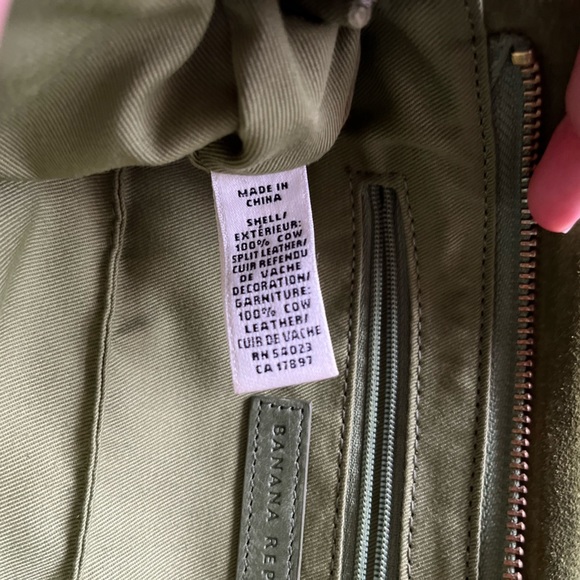 MADE IN
CHINA
SHELL/
EXTÉRIEUR:
100% COW
SPLIT LEATHER/
CUIR REFENDU
DE VACHE
DECORATION/
GARNITURE:
100% COW
LEATHER/
CUIR DE VACHE
RN 54023
CA 17897
BANANA REP